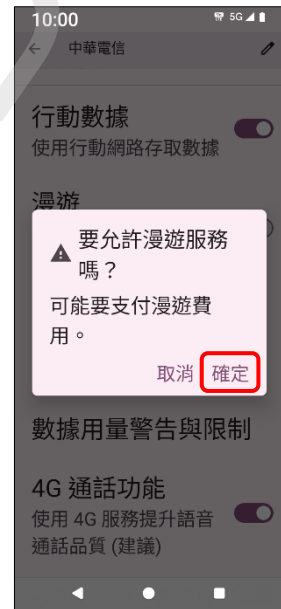 10:00 5G
中華電信
行動數據
使用行動網路存取數據
漫遊
要允許漫遊服務
嗎？
可能要支付漫遊費
用。
取消 確定
數據用量警告與限制
4G 通話功能
使用 4G 服務提升語音
通話品質 (建議)